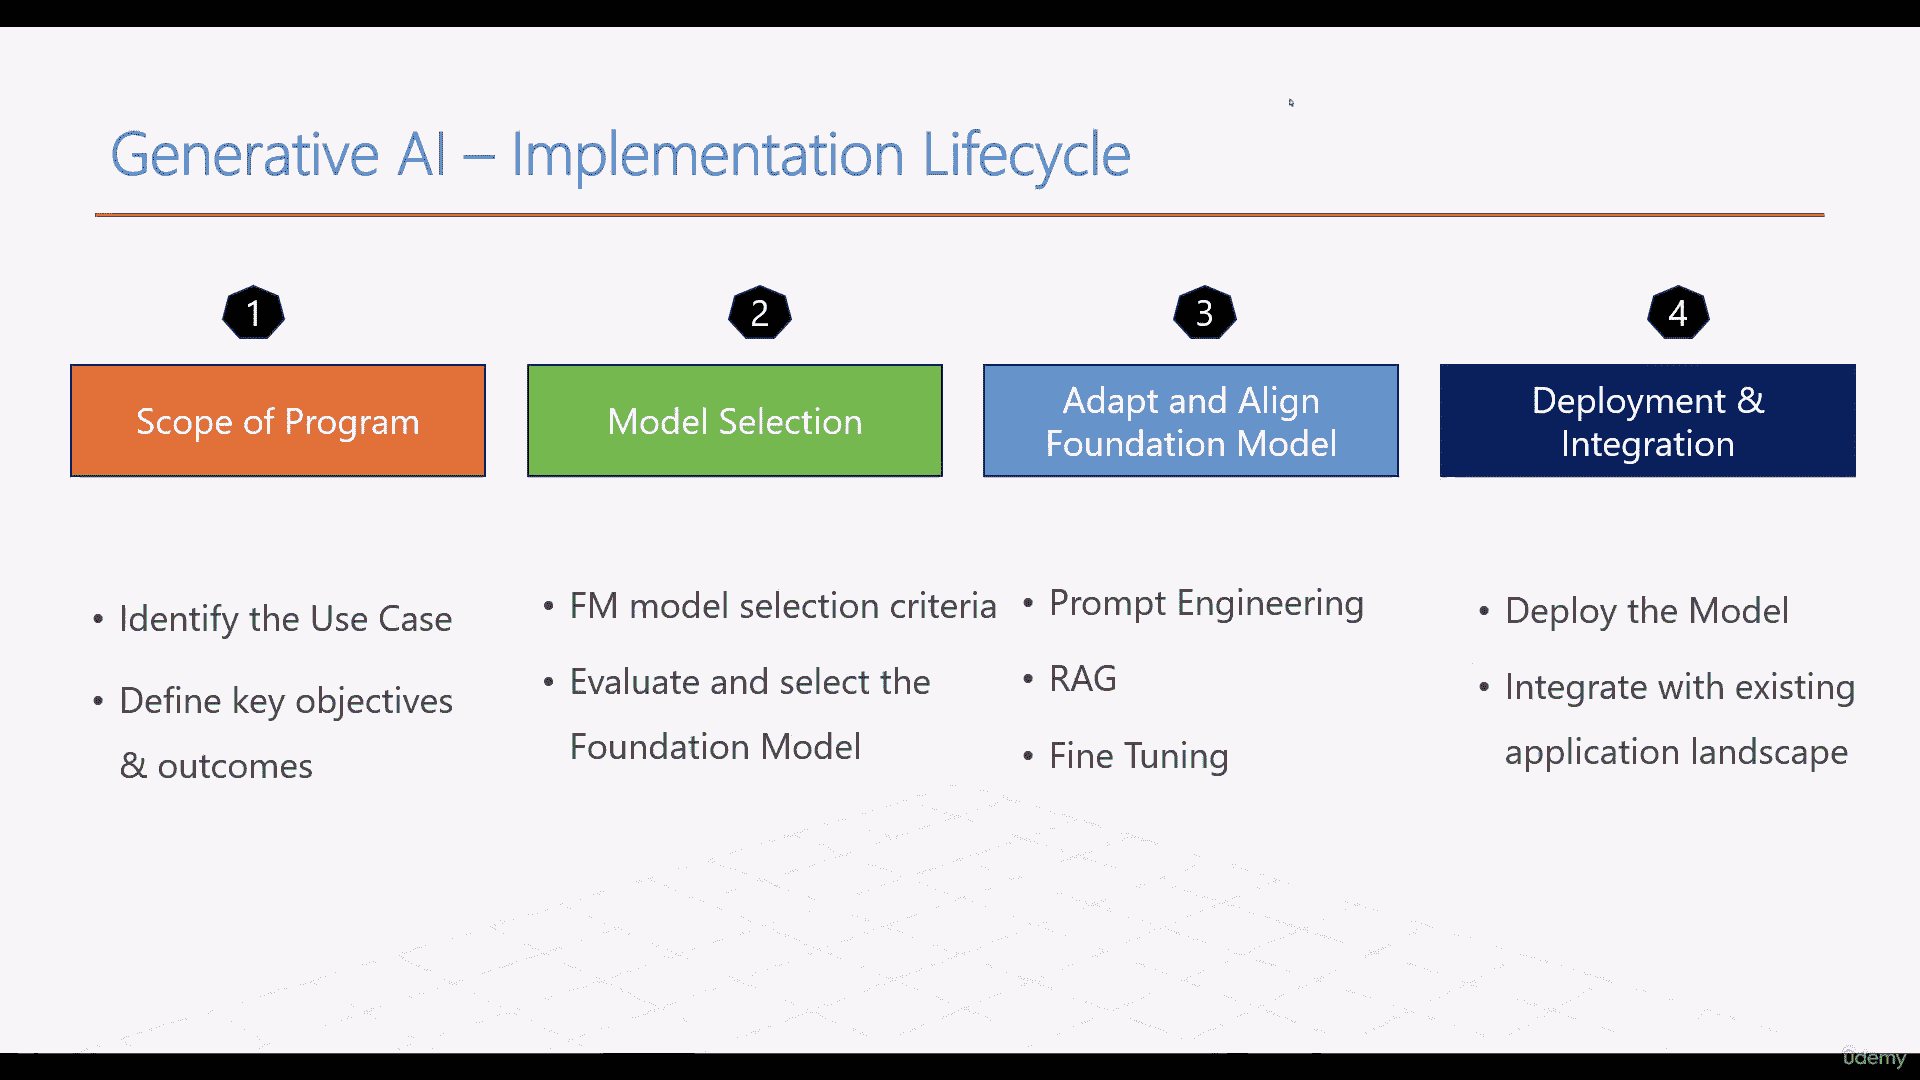 Generative AI – Implementation Lifecycle
1
2
3
4
Scope of Program
Model Selection
Adapt and Align
Foundation Model
Deployment &
Integration
• Identify the Use Case
• Define key objectives
& outcomes
• FM model selection criteria
• Evaluate and select the
Foundation Model
• Prompt Engineering
• RAG
• Fine Tuning
• Deploy the Model
• Integrate with existing
application landscape
ûdemy